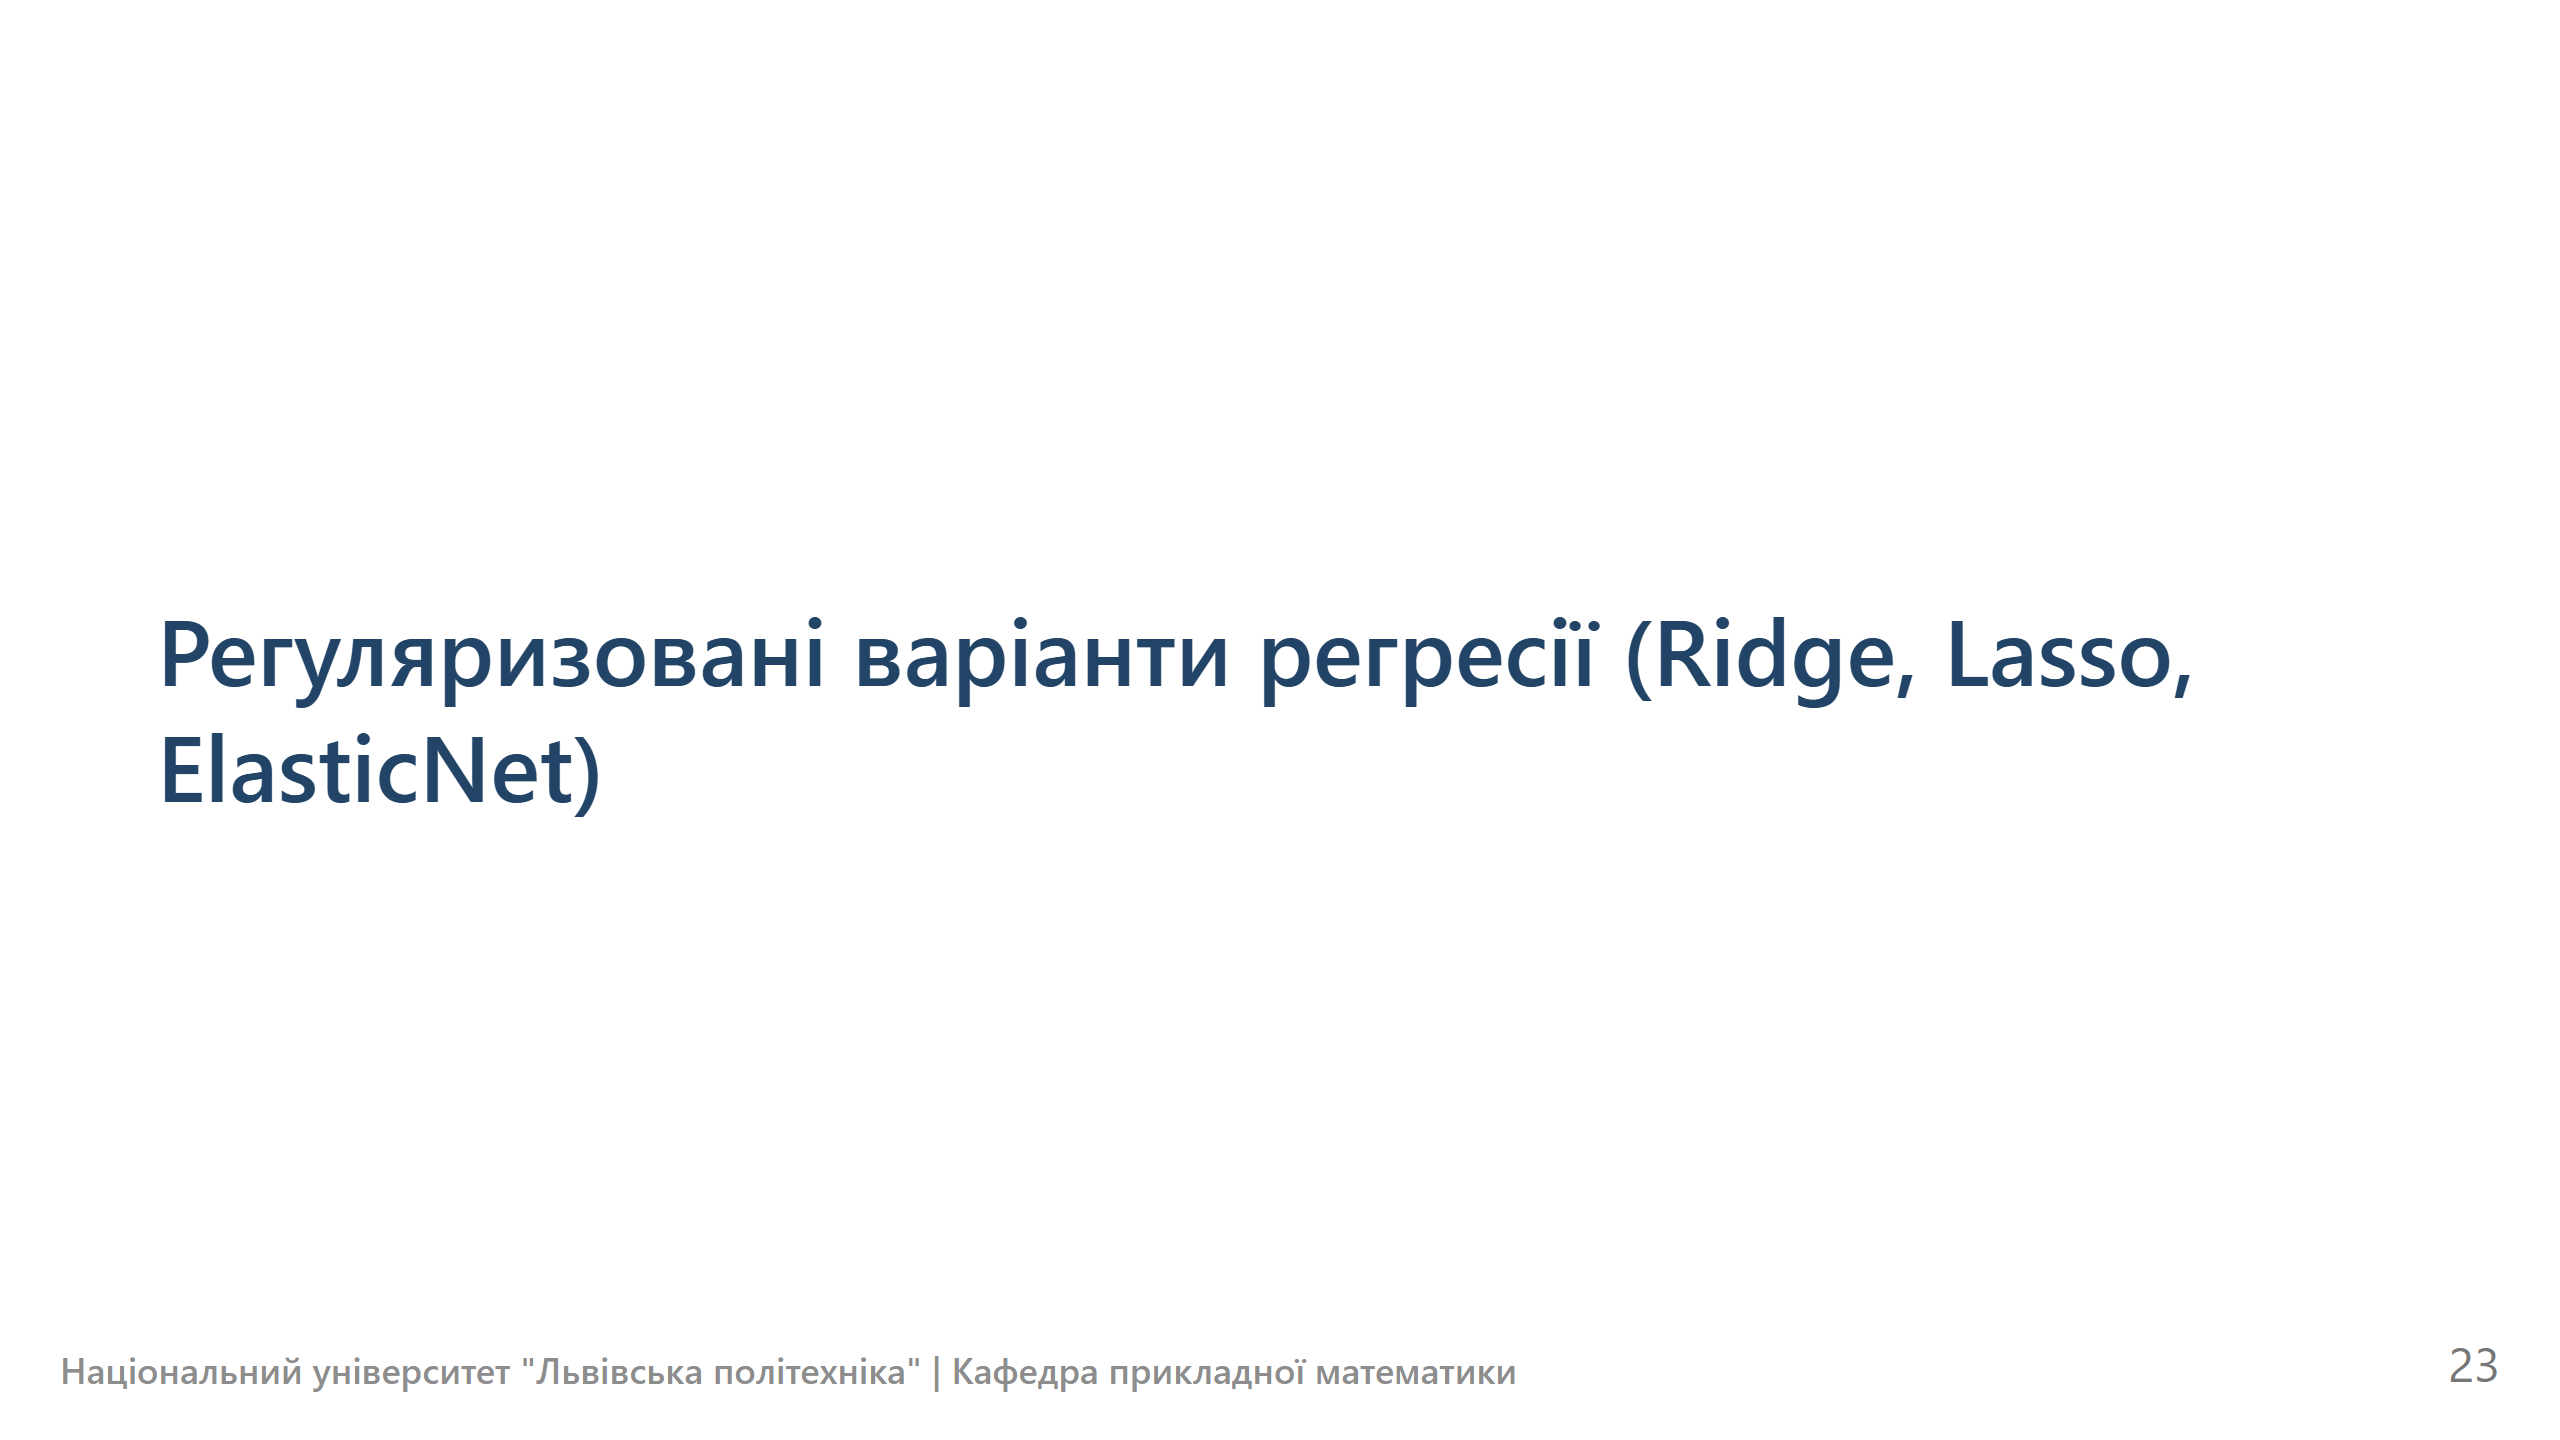 Регуляризовані варіанти регресії (Ridge, Lasso,
ElasticNet)
Національний університет "Львівська політехніка" | Кафедра прикладної математики
23